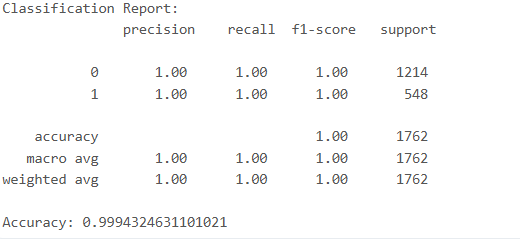 Classification Report:
precision recall f1-score support
0 1.00 1.00 1.00 1214
1 1.00 1.00 1.00 548
accuracy 1.00 1762
macro avg 1.00 1.00 1.00 1762
weighted avg 1.00 1.00 1.00 1762
Accuracy: 0.9994324631101021